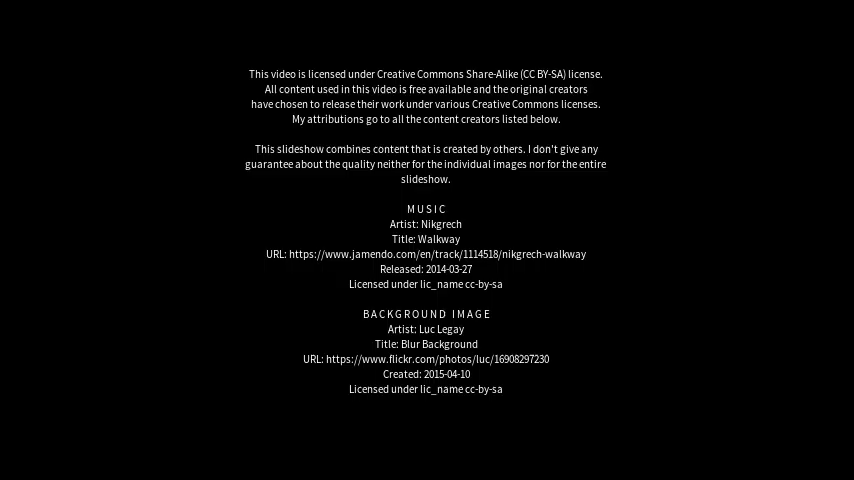 This video is licensed under Creative Commons Share-Alike (CC BY-SA) license.
All content used in this video is free available and the original creators
have chosen to release their work under various Creative Commons licenses.
My attributions go to all the content creators listed below.
This slideshow combines content that is created by others. I don't give any
guarantee about the quality neither for the individual images nor for the entire
slideshow.
MUSIC
Artist: Nikgrech
Title: Walkway
URL: https://www.jamendo.com/en/track/1114518/nikgrech-walkway
Released: 2014-03-27
Licensed under lic_name cc-by-sa
BACKGROUND IMAGE
Artist: Luc Legay
Title: Blur Background
URL: https://www.flickr.com/photos/luc/16908297230
Created: 2015-04-10
Licensed under lic_name cc-by-sa